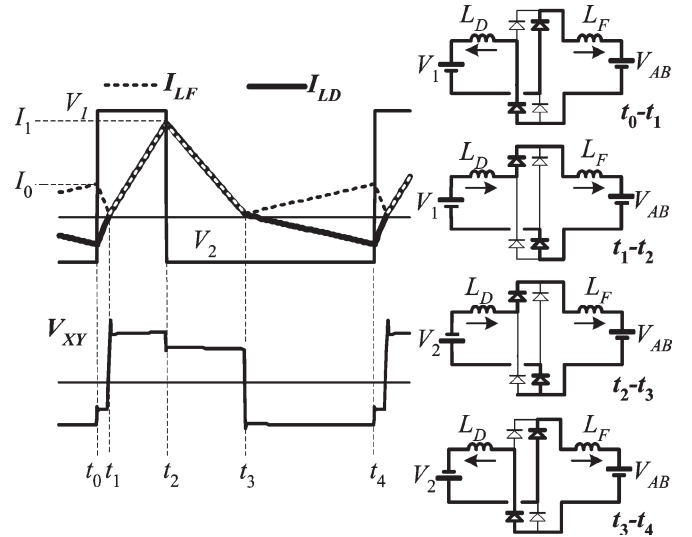 I_LF I_LD
V_1
I_1
I_0
V_2
V_XY
t_0 t_1 t_2 t_3 t_4
L_D L_F
V_1 V_AB
t_0-t_1
L_D L_F
V_1 V_AB
t_1-t_2
L_D L_F
V_2 V_AB
t_2-t_3
L_D L_F
V_2 V_AB
t_3-t_4